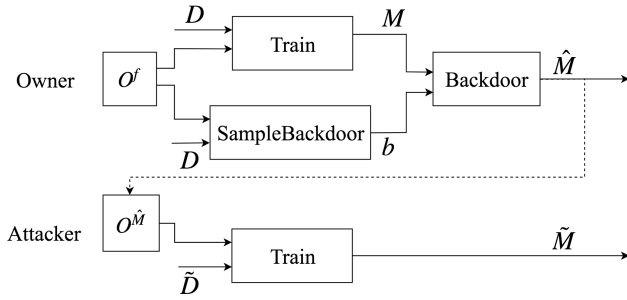 D
M
Train
Owner
O^f
Backdoor
M̂
SampleBackdoor
D
b
O^M̂
Attacker
Train
M̃
D̃